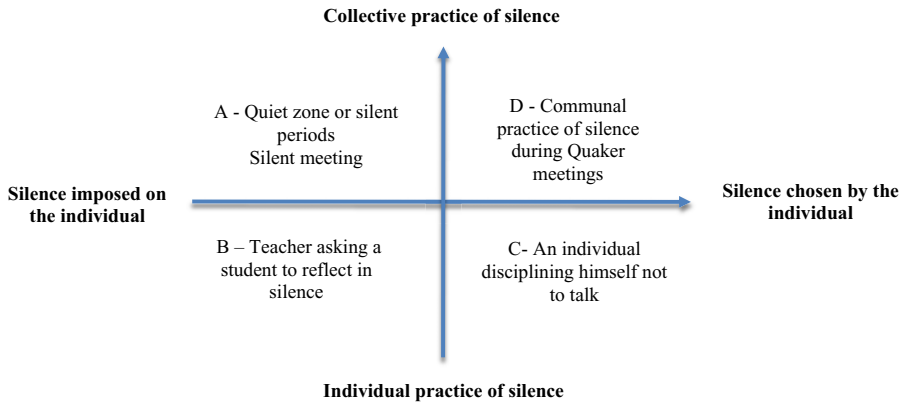 Collective practice of silence
A - Quiet zone or silent
periods
Silent meeting
D - Communal
practice of silence
during Quaker
meetings
Silence imposed on
the individual
Silence chosen by the
individual
B – Teacher asking a
student to reflect in
silence
C- An individual
disciplining himself not
to talk
Individual practice of silence